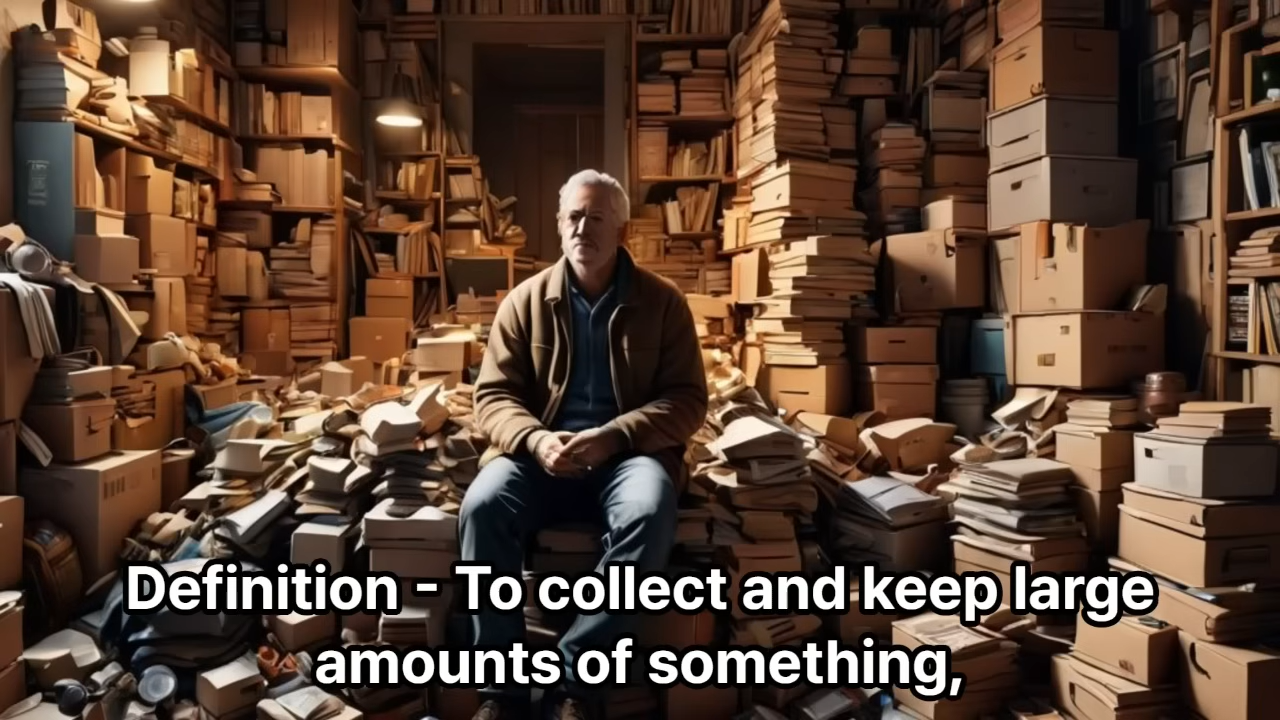 Definition - To collect and keep large
amounts of something,